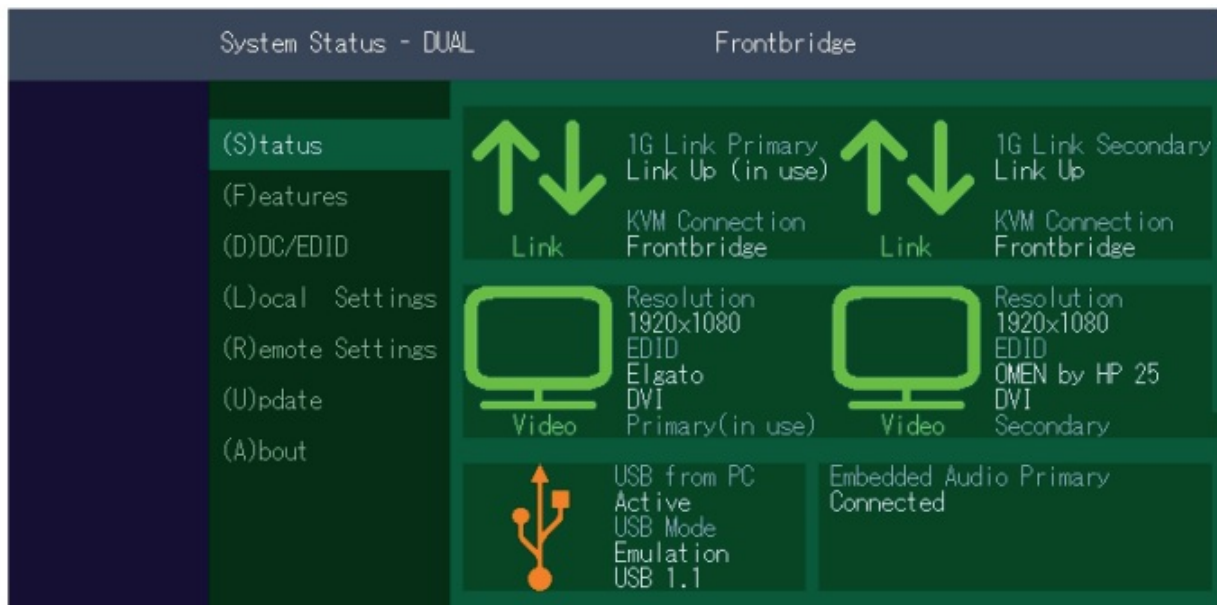 System Status - DUAL
Frontbridge
(S)tatus
(F)eatures
(D)DC/EDID
(L)ocal Settings
(R)emote Settings
(U)pdate
(A)bout
1G Link Primary
Link Up (in use)
KVM Connection
Frontbridge
Link
1G Link Secondary
Link Up
KVM Connection
Frontbridge
Link
Resolution
1920x1080
EDID
Elgato
DVI
Primary(in use)
Video
Resolution
1920x1080
EDID
OMEN by HP 25
DVI
Secondary
Video
USB from PC
Active
USB Mode
Emulation
USB 1.1
Embedded Audio Primary
Connected